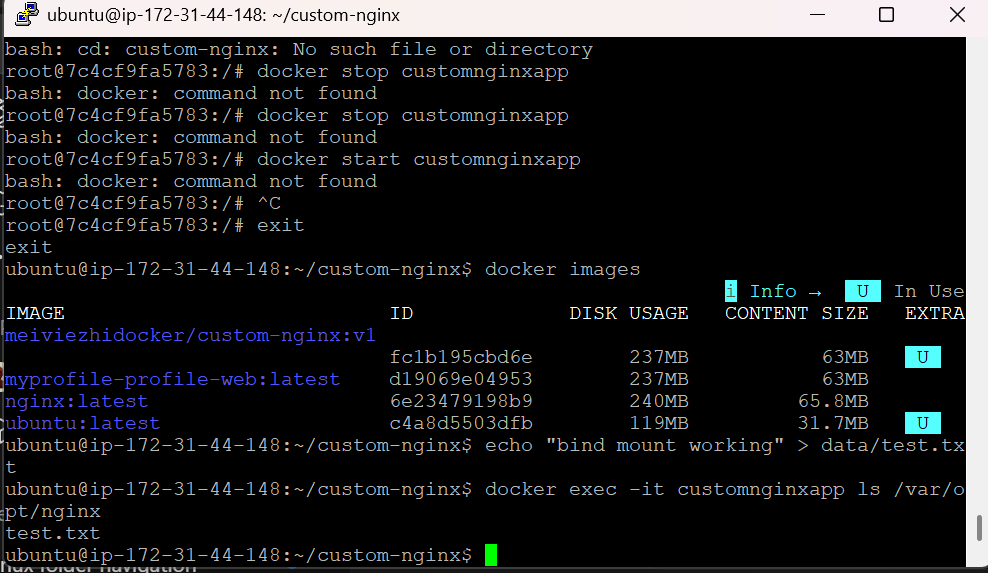 ubuntu@ip-172-31-44-148: ~/custom-nginx
bash: cd: custom-nginx: No such file or directory
root@7c4cf9fa5783:/# docker stop customnginxapp
bash: docker: command not found
root@7c4cf9fa5783:/# docker stop customnginxapp
bash: docker: command not found
root@7c4cf9fa5783:/# docker start customnginxapp
bash: docker: command not found
root@7c4cf9fa5783:/# ^C
root@7c4cf9fa5783:/# exit
exit
ubuntu@ip-172-31-44-148:~/custom-nginx$ docker images
i Info → U In Use
IMAGE ID DISK USAGE CONTENT SIZE EXTRA
meiviezhidocker/custom-nginx:v1
fc1b195cbd6e 237MB 63MB U
myprofile-profile-web:latest d19069e04953 237MB 63MB
nginx:latest 6e23479198b9 240MB 65.8MB
ubuntu:latest c4a8d5503dfb 119MB 31.7MB U
ubuntu@ip-172-31-44-148:~/custom-nginx$ echo "bind mount working" > data/test.tx
t
ubuntu@ip-172-31-44-148:~/custom-nginx$ docker exec -it customnginxapp ls /var/o
pt/nginx
test.txt
ubuntu@ip-172-31-44-148:~/custom-nginx$
folder navigation